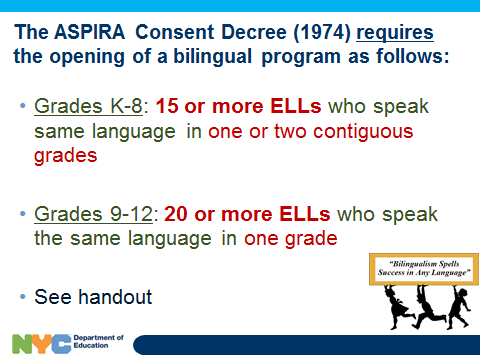 The ASPIRA Consent Decree (1974) requires
the opening of a bilingual program as follows:
• Grades K-8: 15 or more ELLs who speak
same language in one or two contiguous
grades
• Grades 9-12: 20 or more ELLs who speak
the same language in one grade
• See handout
"Bilingualism Spells
Success in Any Language"
NYC Department of
Education